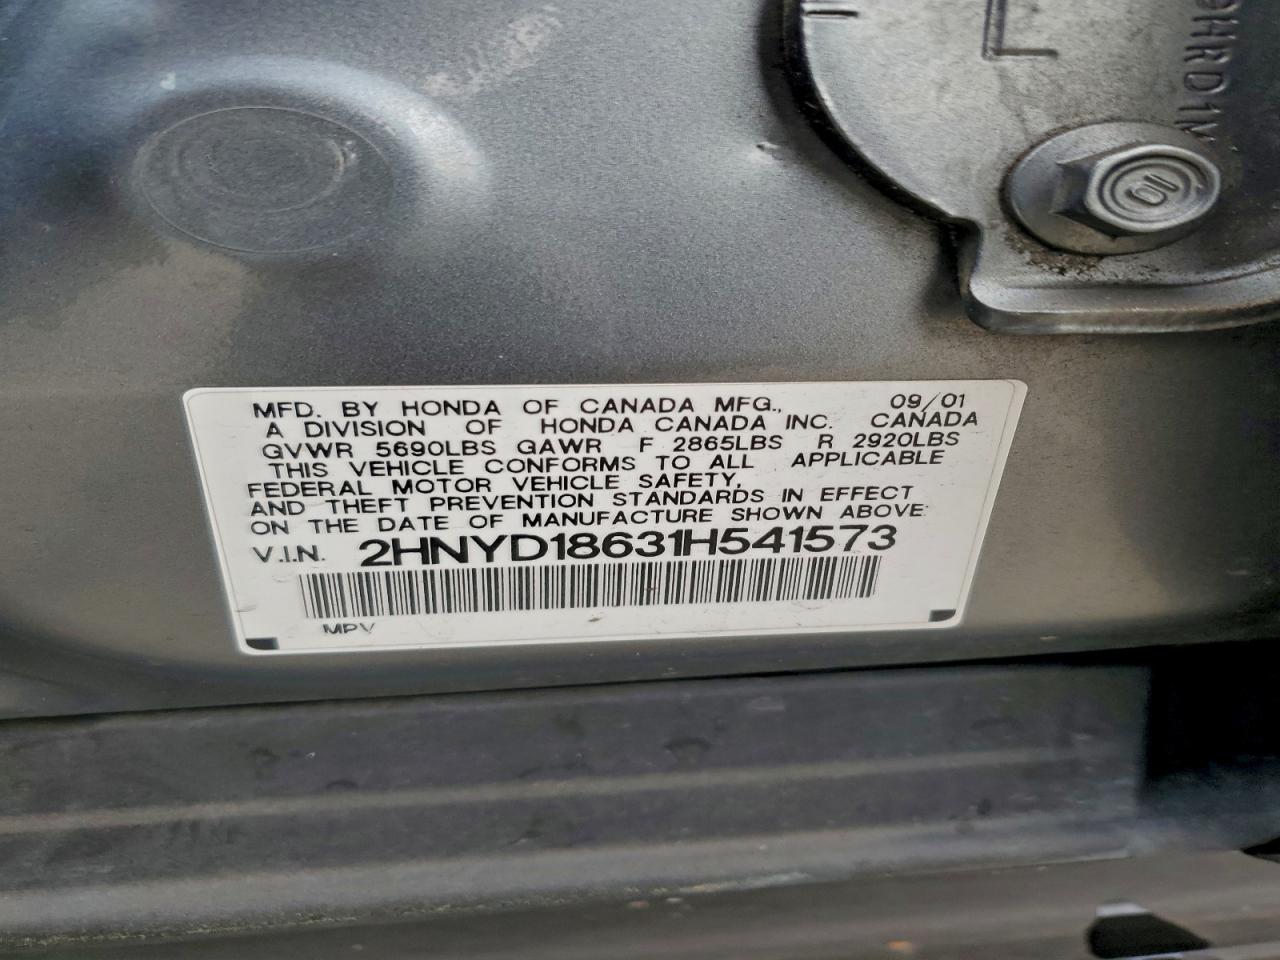 9HRD1M
10
MFD. BY HONDA OF CANADA MFG., 09/01
A DIVISION OF HONDA CANADA INC. CANADA
GVWR 5690LBS GAWR F 2865LBS R 2920LBS
THIS VEHICLE CONFORMS TO ALL APPLICABLE
FEDERAL MOTOR VEHICLE SAFETY,
AND THEFT PREVENTION STANDARDS IN EFFECT
ON THE DATE OF MANUFACTURE SHOWN ABOVE:
V.I.N. 2HNYD18631H541573
MPV